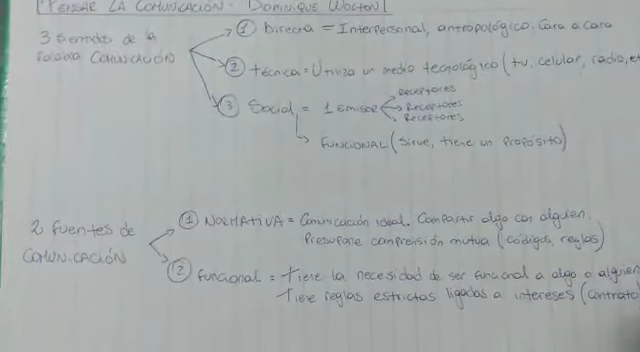 PENSAR LA COMUNICACIÓN - DOMINIQUE WOLTON
3 sentidos de la palabra COMUNICACIÓN
① Directa = Interpersonal, antropológico. Cara a cara
② técnica = Utiliza un medio tecnológico (tv, celular, radio, et
③ Social = 1 Emisor
Receptores
Receptores
Receptores
FUNCIONAL (sirve, tiene un propósito)
2 fuentes de COMUNICACIÓN
① NORMATIVA = Comunicación ideal. Compartir algo con alguien.
Presupone comprensión mutua (códigos, reglas)
② funcional = tiene la necesidad de ser funcional a algo o alguien
Tiene reglas estrictas ligadas a intereses (contrato)